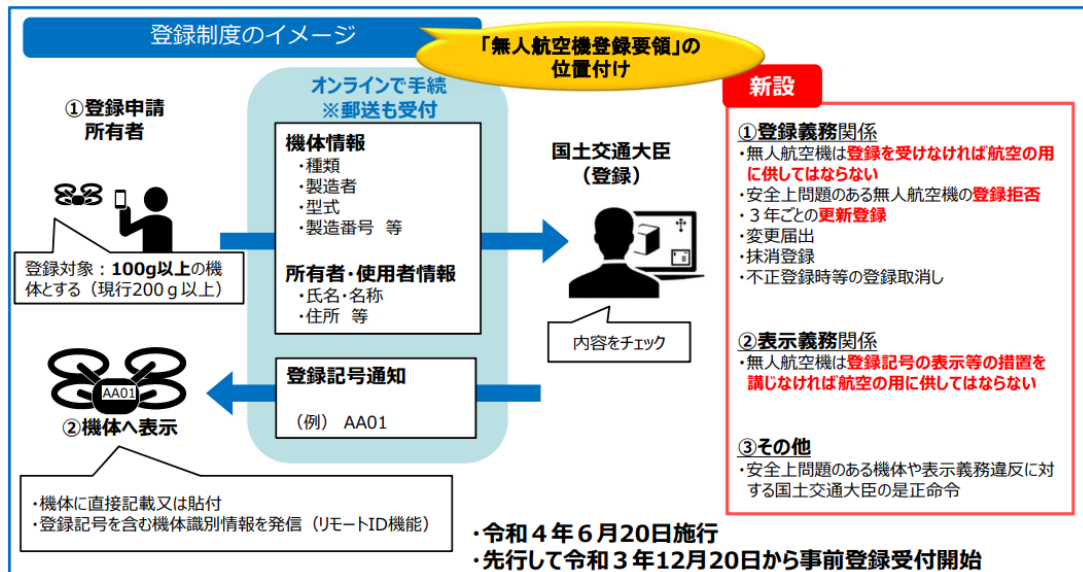 登録制度のイメージ
「無人航空機登録要領」の
位置付け
①登録申請
所有者
登録対象：100g以上の機
体とする（現行200ｇ以上）
オンラインで手続
※郵送も受付
機体情報
・種類
・製造者
・型式
・製造番号 等
所有者・使用者情報
・氏名・名称
・住所 等
国土交通大臣
（登録）
内容をチェック
登録記号通知
（例） AA01
AA01
②機体へ表示
・機体に直接記載又は貼付
・登録記号を含む機体識別情報を発信（リモートID機能）
新設
①登録義務関係
・無人航空機は登録を受けなければ航空の用
に供してはならない
・安全上問題のある無人航空機の登録拒否
・３年ごとの更新登録
・変更届出
・抹消登録
・不正登録時等の登録取消し
②表示義務関係
・無人航空機は登録記号の表示等の措置を
講じなければ航空の用に供してはならない
③その他
・安全上問題のある機体や表示義務違反に対
する国土交通大臣の是正命令
・令和４年６月20日施行
・先行して令和３年12月20日から事前登録受付開始